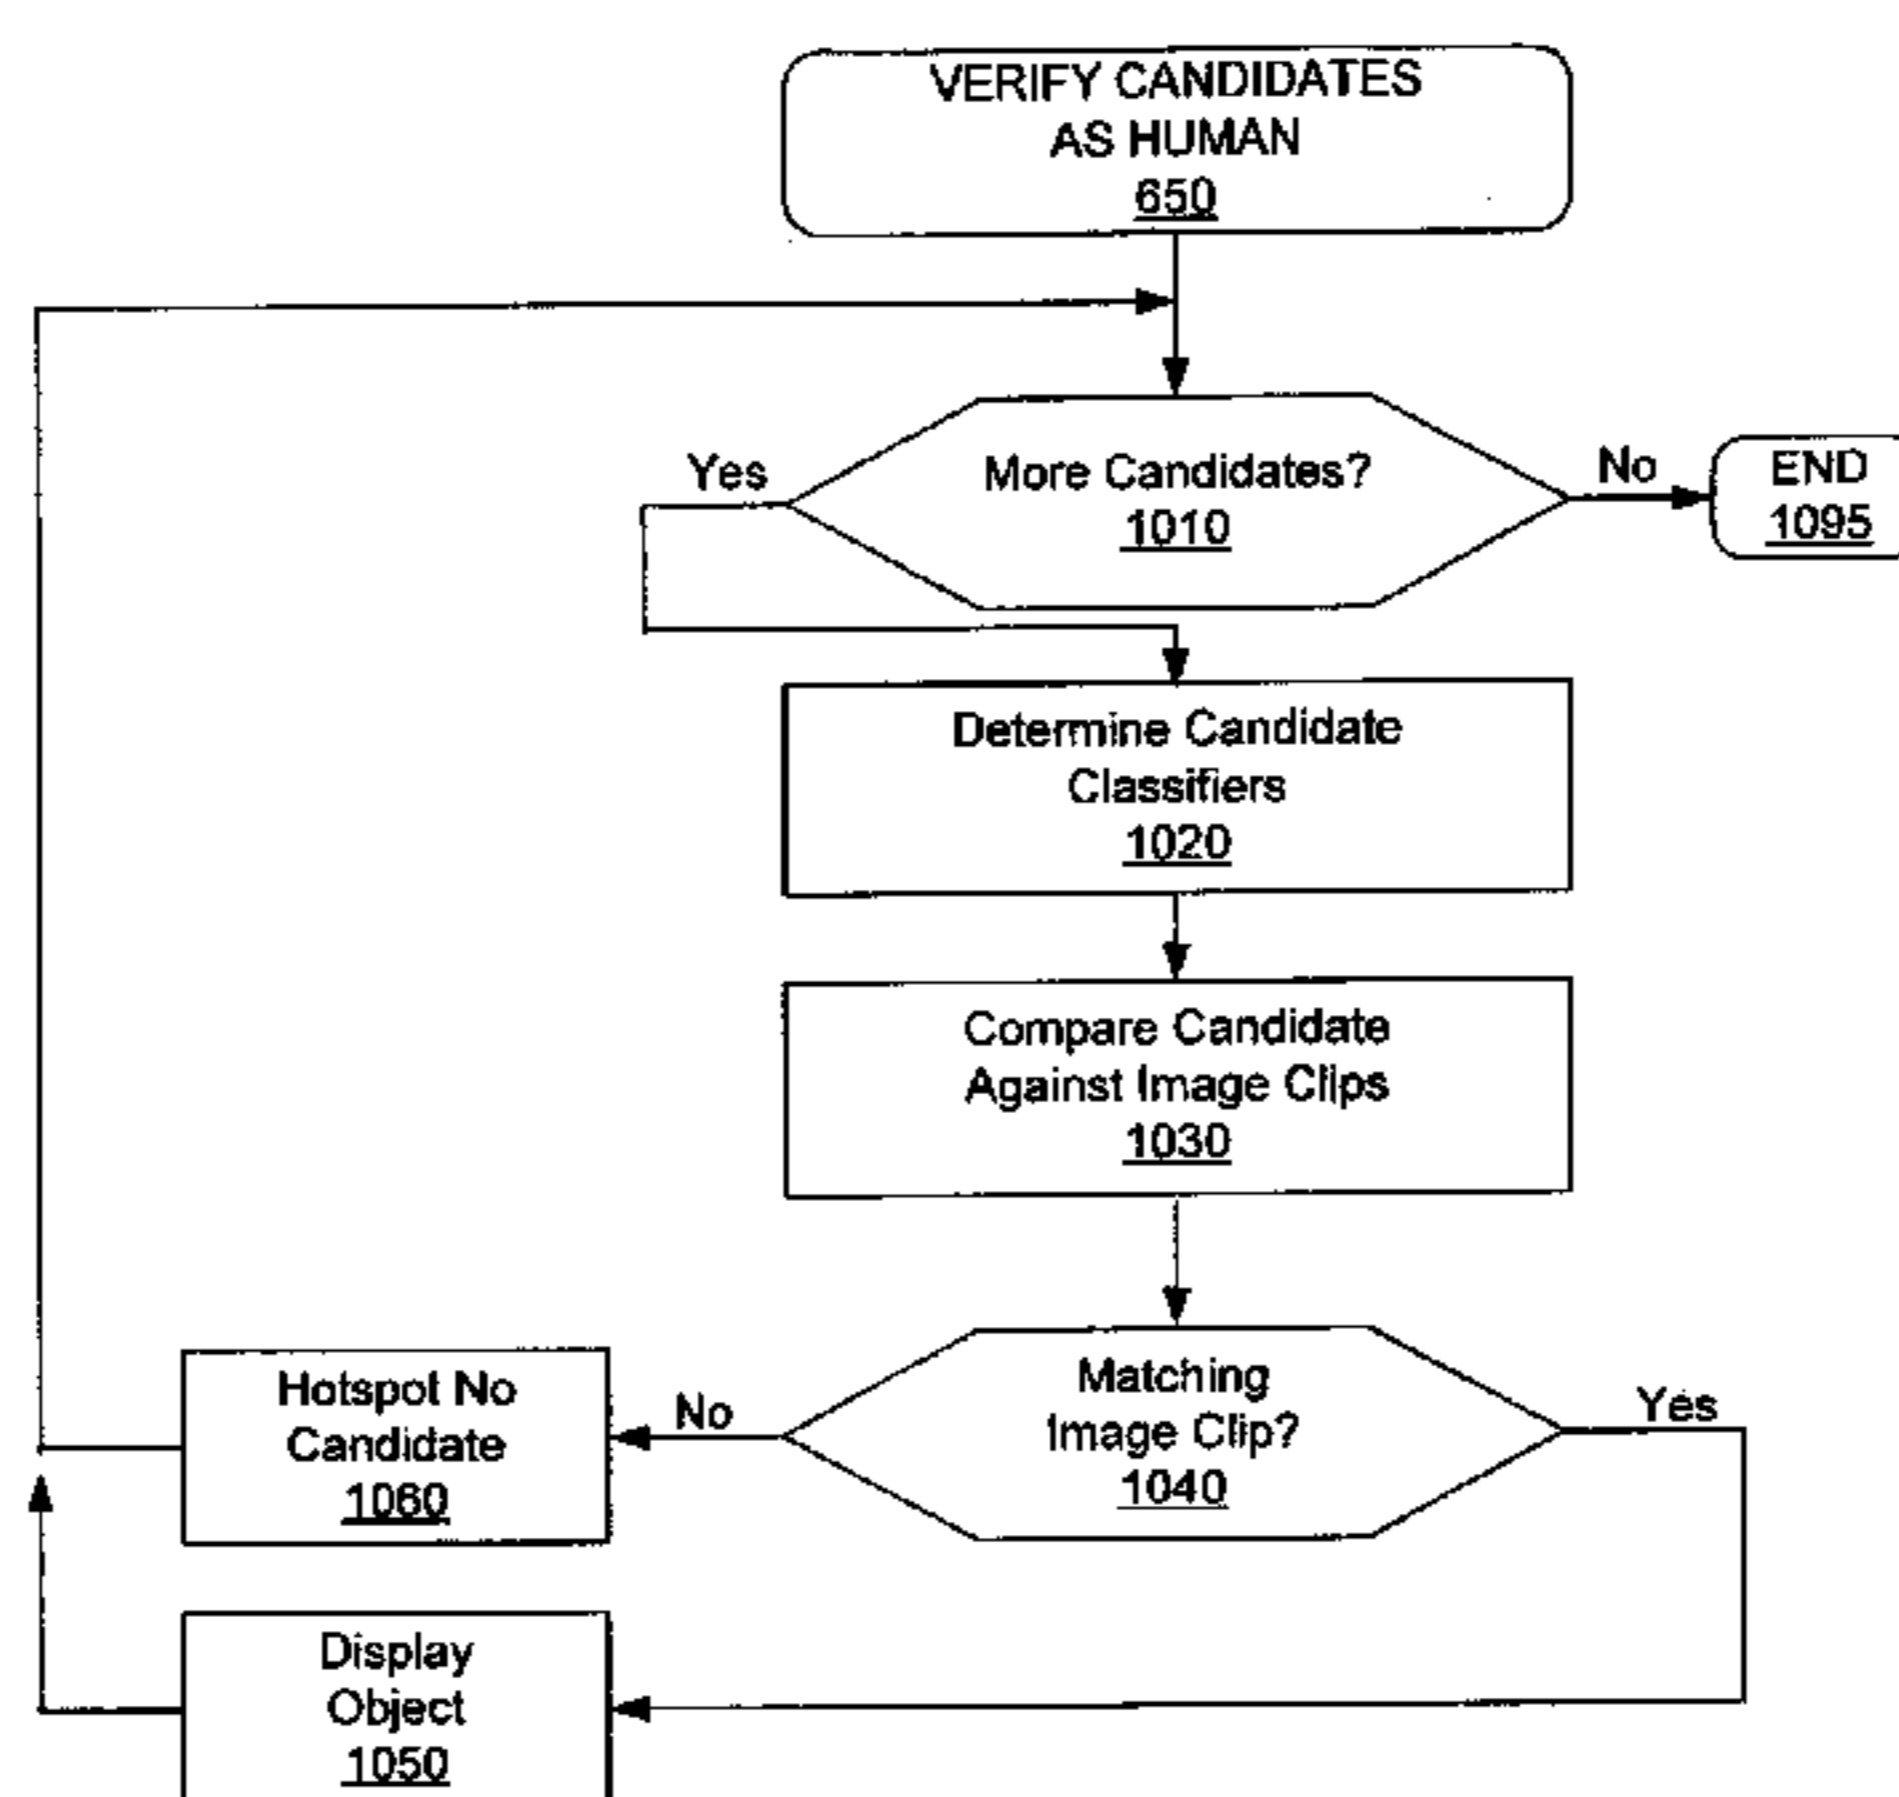 VERIFY CANDIDATES
AS HUMAN
650
Yes
More Candidates?
1010
No
END
1095
Determine Candidate
Classifiers
1020
Compare Candidate
Against Image Clips
1030
Hotspot No
Candidate
1060
No
Matching
Image Clip?
1040
Yes
Display
Object
1050